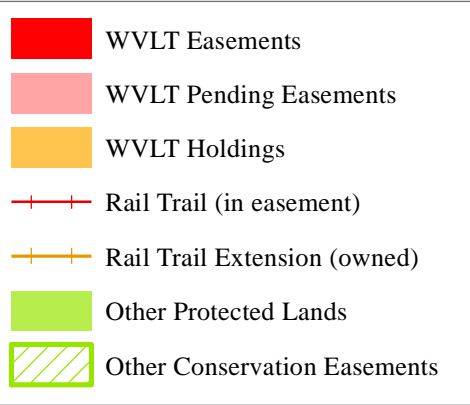 WVLT Easements
WVLT Pending Easements
WVLT Holdings
Rail Trail (in easement)
Rail Trail Extension (owned)
Other Protected Lands
Other Conservation Easements